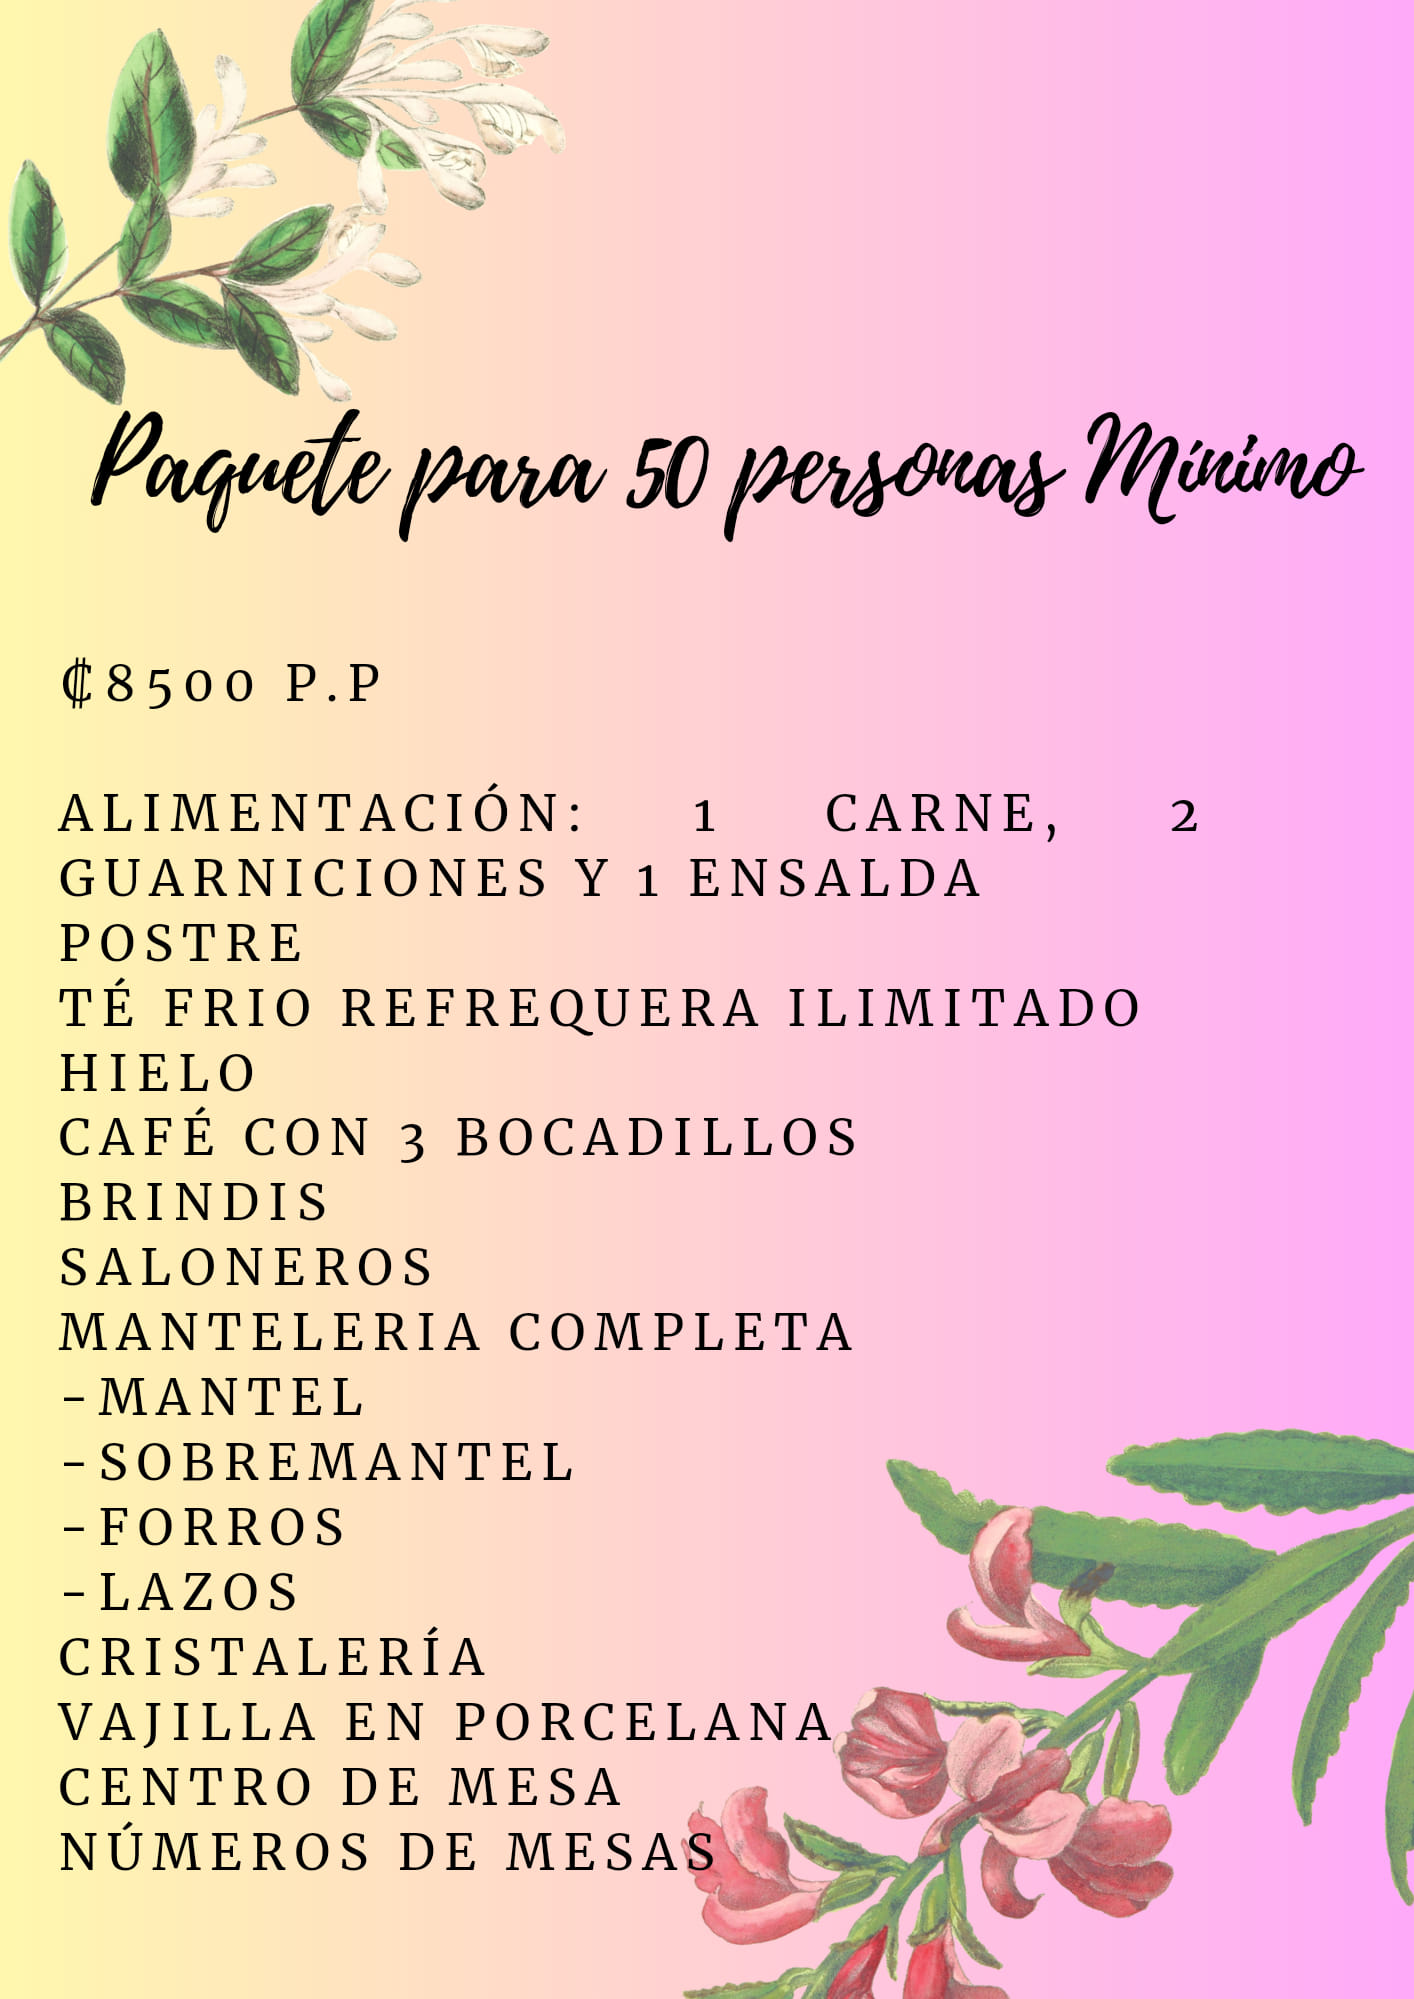 Paquete para 50 personas Mínimo
₡8500 P.P
ALIMENTACIÓN: 1 CARNE, 2
GUARNICIONES Y 1 ENSALDA
POSTRE
TÉ FRIO REFREQUERA ILIMITADO
HIELO
CAFÉ CON 3 BOCADILLOS
BRINDIS
SALONEROS
MANTELERIA COMPLETA
-MANTEL
-SOBREMANTEL
-FORROS
-LAZOS
CRISTALERÍA
VAJILLA EN PORCELANA
CENTRO DE MESA
NÚMEROS DE MESAS